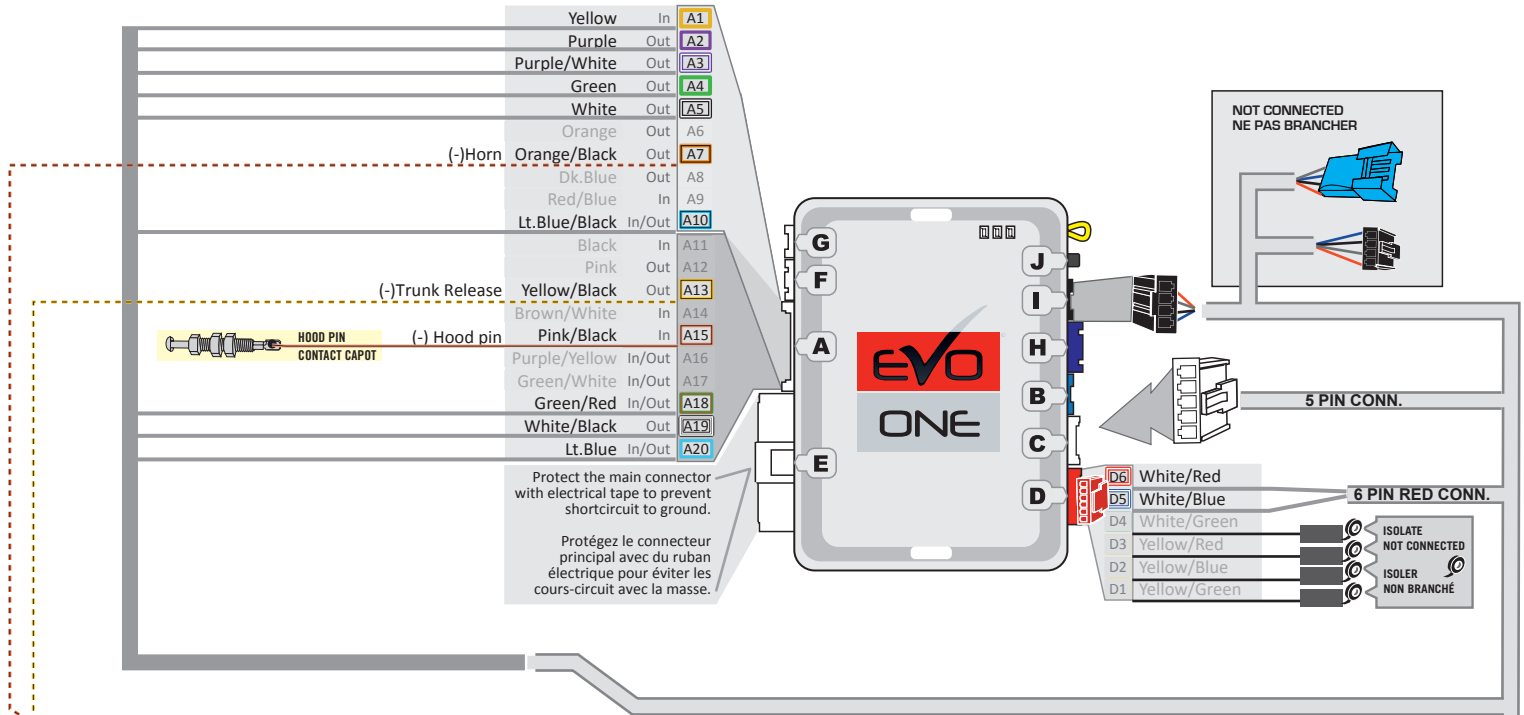 Yellow In A1
Purple Out A2
Purple/White Out A3
Green Out A4
White Out A5
Orange Out A6
(-)Horn Orange/Black Out A7
Dk.Blue Out A8
Red/Blue In A9
Lt.Blue/Black In/Out A10
Black In A11
Pink Out A12
(-)Trunk Release Yellow/Black Out A13
Brown/White In A14
HOOD PIN
CONTACT CAPOT
(-) Hood pin Pink/Black In A15
Purple/Yellow In/Out A16
Green/White In/Out A17
Green/Red In/Out A18
White/Black Out A19
Lt.Blue In/Out A20
Protect the main connector
with electrical tape to prevent
shortcircuit to ground.
Protégez le connecteur
principal avec du ruban
électrique pour éviter les
cours-circuit avec la masse.
G
F
A
E
J
I
H
B
C
D
EVO
ONE
NOT CONNECTED
NE PAS BRANCHER
5 PIN CONN.
D6 White/Red
D5 White/Blue
D4 White/Green
D3 Yellow/Red
D2 Yellow/Blue
D1 Yellow/Green
6 PIN RED CONN.
ISOLATE
NOT CONNECTED
ISOLER
NON BRANCHÉ